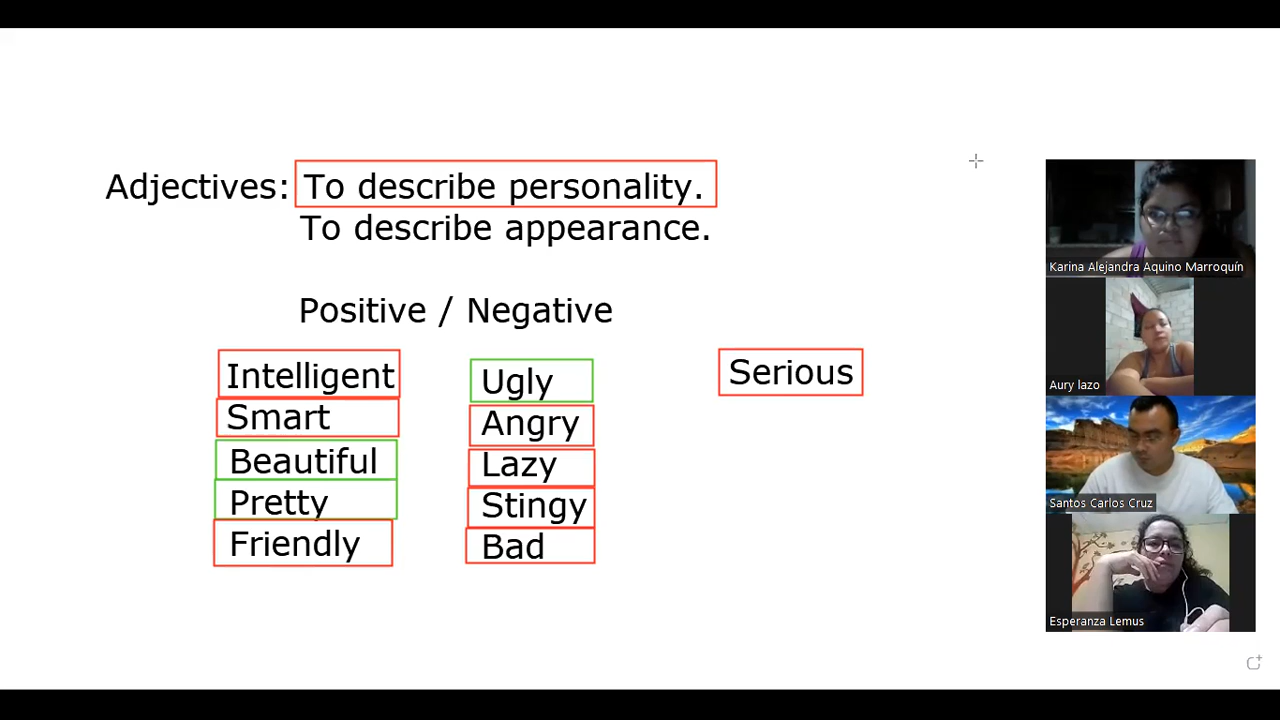 Adjectives: To describe personality.
To describe appearance.
Positive / Negative
Intelligent
Smart
Beautiful
Pretty
Friendly
Ugly
Angry
Lazy
Stingy
Bad
Serious
Karina Alejandra Aquino Marroquín
Aury lazo
Santos Carlos Cruz
Esperanza Lemus